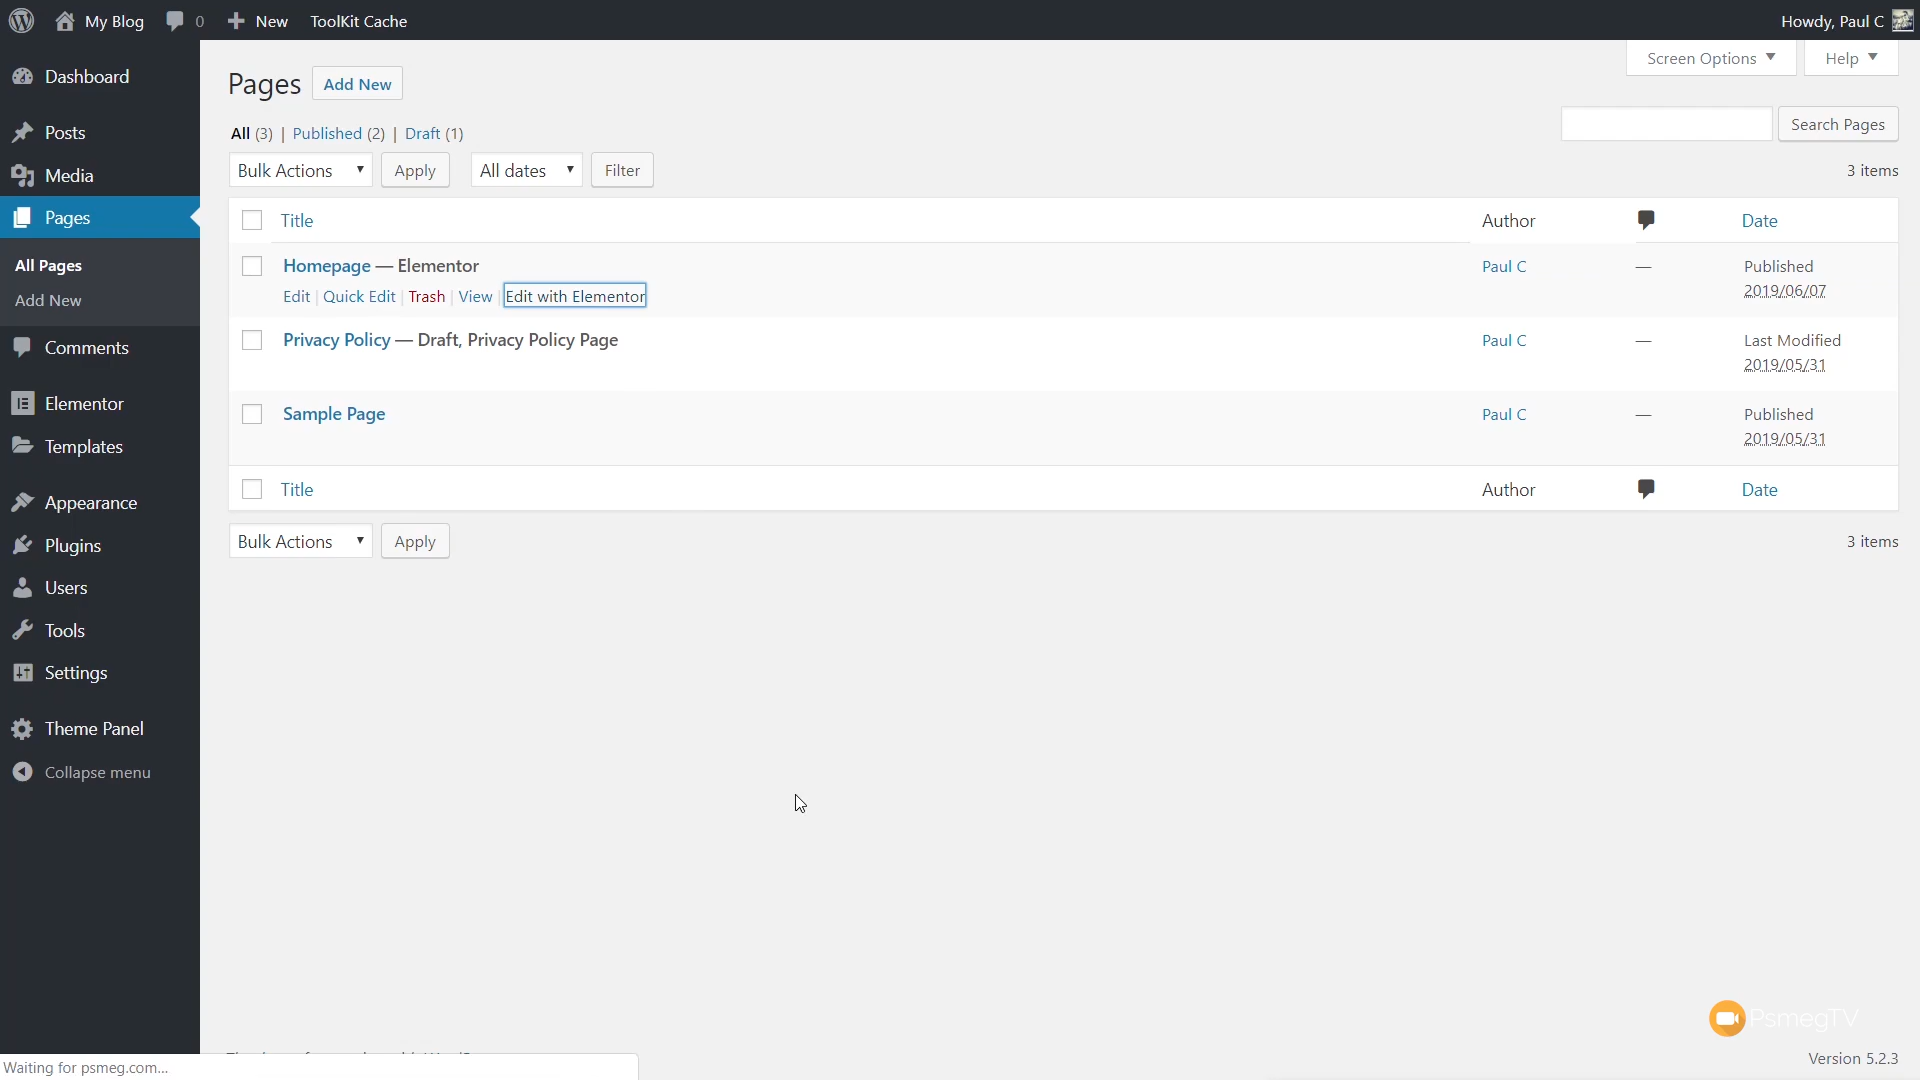 My Blog 0 New ToolKit Cache Howdy, Paul C
Screen Options Help
Dashboard
Posts
Media
Pages
All Pages
Add New
Comments
Elementor
Templates
Appearance
Plugins
Users
Tools
Settings
Theme Panel
Collapse menu
Pages Add New
All (3) | Published (2) | Draft (1)
Search Pages
Bulk Actions Apply All dates Filter 3 items
Title Author Date
Homepage — Elementor Paul C — Published
Edit | Quick Edit | Trash | View | Edit with Elementor 2019/06/07
Privacy Policy — Draft, Privacy Policy Page Paul C — Last Modified
2019/05/31
Sample Page Paul C — Published
2019/05/31
Title Author Date
Bulk Actions Apply 3 items
PsmegTV
Version 5.2.3
Waiting for psmeg.com...